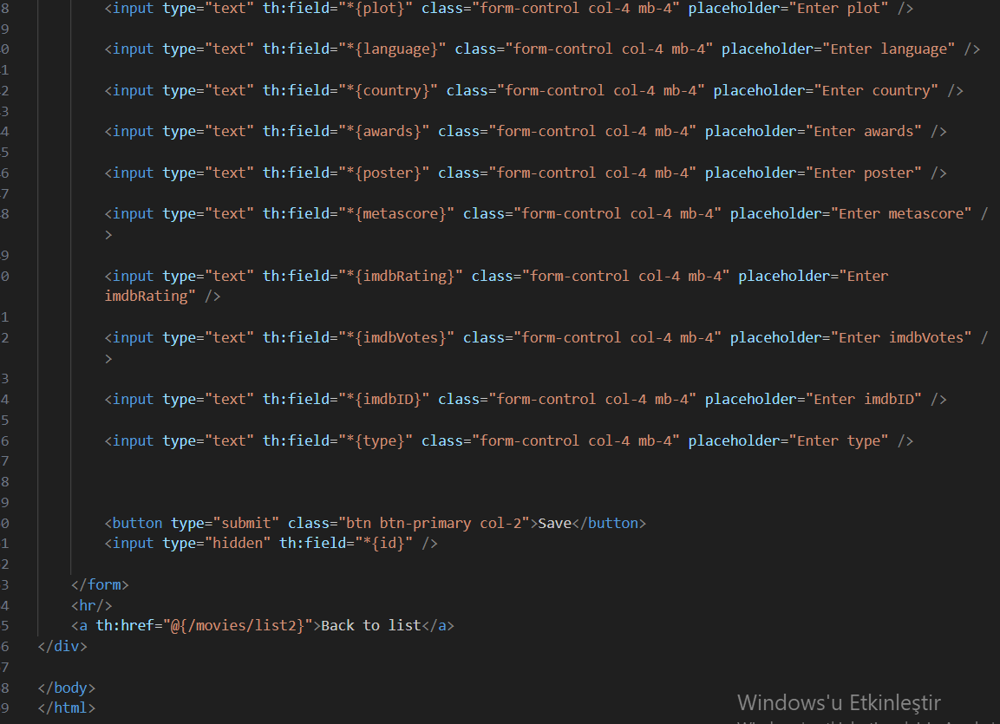 8 <input type="text" th:field="*{plot}" class="form-control col-4 mb-4" placeholder="Enter plot" />
9
0 <input type="text" th:field="*{language}" class="form-control col-4 mb-4" placeholder="Enter language" />
1
2 <input type="text" th:field="*{country}" class="form-control col-4 mb-4" placeholder="Enter country" />
3
4 <input type="text" th:field="*{awards}" class="form-control col-4 mb-4" placeholder="Enter awards" />
5
6 <input type="text" th:field="*{poster}" class="form-control col-4 mb-4" placeholder="Enter poster" />
7
8 <input type="text" th:field="*{metascore}" class="form-control col-4 mb-4" placeholder="Enter metascore" /
>
9
0 <input type="text" th:field="*{imdbRating}" class="form-control col-4 mb-4" placeholder="Enter
imdbRating" />
1
2 <input type="text" th:field="*{imdbVotes}" class="form-control col-4 mb-4" placeholder="Enter imdbVotes" /
>
3
4 <input type="text" th:field="*{imdbID}" class="form-control col-4 mb-4" placeholder="Enter imdbID" />
5
6 <input type="text" th:field="*{type}" class="form-control col-4 mb-4" placeholder="Enter type" />
7
8
9
0 <button type="submit" class="btn btn-primary col-2">Save</button>
1 <input type="hidden" th:field="*{id}" />
2
3 </form>
4 <hr/>
5 <a th:href="@{/movies/list2}">Back to list</a>
6 </div>
7
8 </body>
9 </html>
Windows'u Etkinleştir